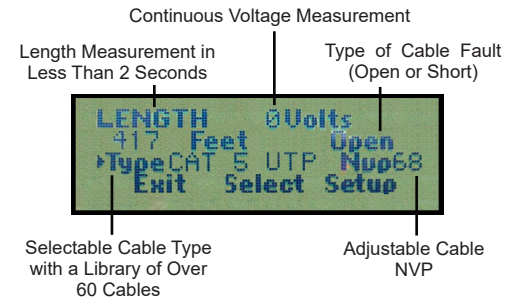 Continuous Voltage Measurement
Length Measurement in
Less Than 2 Seconds
Type of Cable Fault
(Open or Short)
LENGTH 0Volts
417 Feet Open
TypeCAT 5 UTP Nvp68
Exit Select Setup
Selectable Cable Type
with a Library of Over
60 Cables
Adjustable Cable
NVP